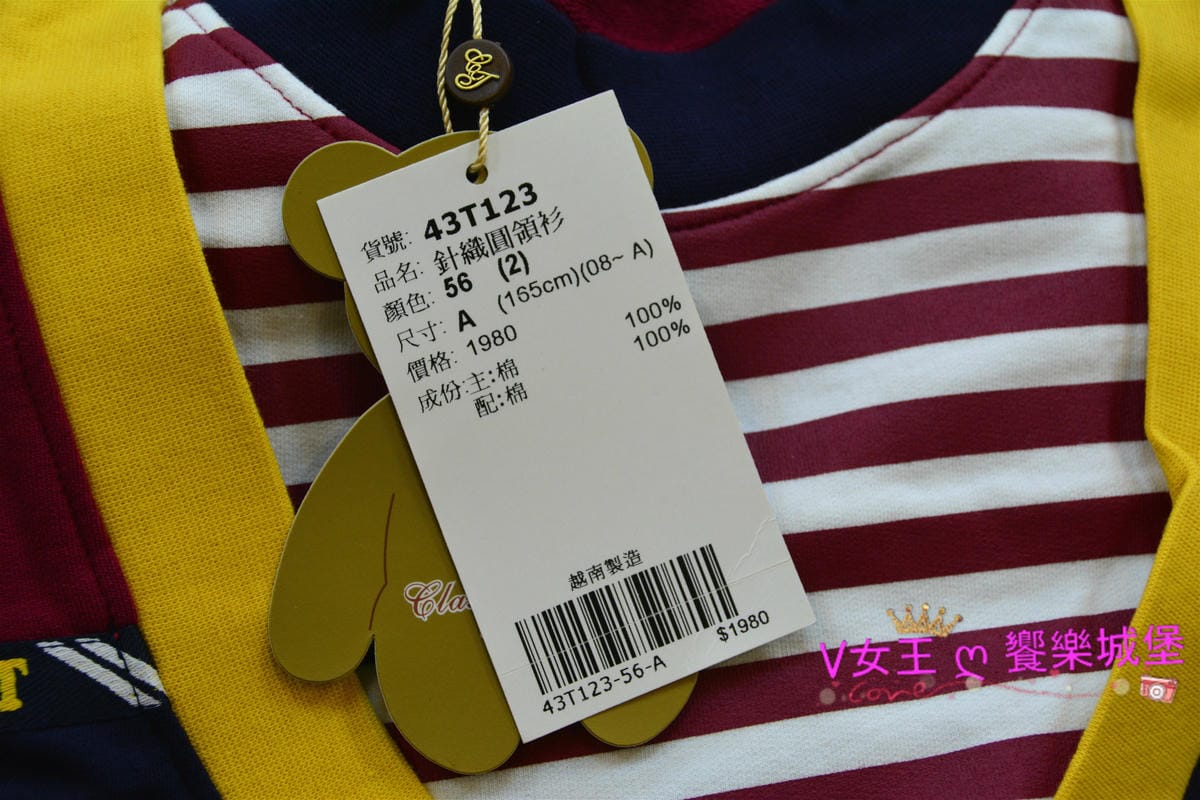 貨號: 43T123
品名: 針織圓領衫
顏色: 56 (2)
尺寸: A (165cm)(08~ A)
價格: 1980
成份:主:棉 100%
配:棉 100%
越南製造
$1980
43T123-56-A
V女王 ღ 饗樂城堡